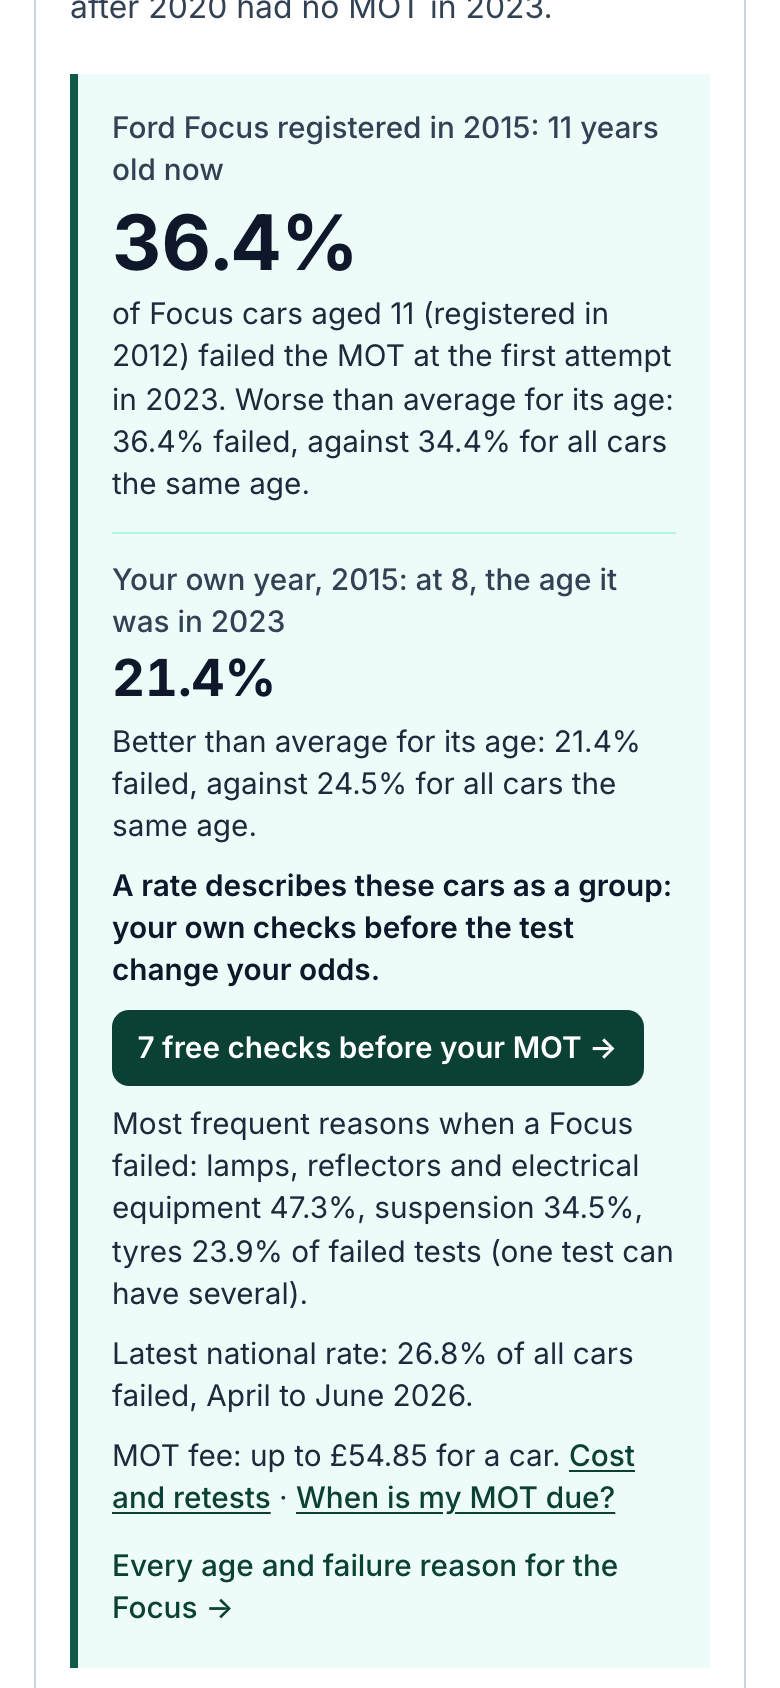 after 2020 had no MOT in 2023.
Ford Focus registered in 2015: 11 years
old now
36.4%
of Focus cars aged 11 (registered in
2012) failed the MOT at the first attempt
in 2023. Worse than average for its age:
36.4% failed, against 34.4% for all cars
the same age.
Your own year, 2015: at 8, the age it
was in 2023
21.4%
Better than average for its age: 21.4%
failed, against 24.5% for all cars the
same age.
A rate describes these cars as a group:
your own checks before the test
change your odds.
7 free checks before your MOT →
Most frequent reasons when a Focus
failed: lamps, reflectors and electrical
equipment 47.3%, suspension 34.5%,
tyres 23.9% of failed tests (one test can
have several).
Latest national rate: 26.8% of all cars
failed, April to June 2026.
MOT fee: up to £54.85 for a car. Cost
and retests · When is my MOT due?
Every age and failure reason for the
Focus →